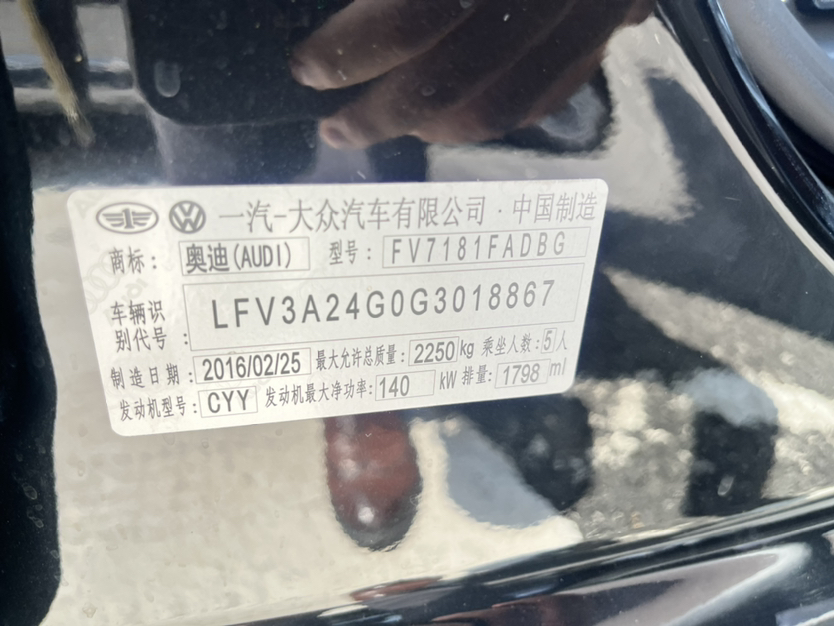 一汽-大众汽车有限公司 · 中国制造
商标: 奥迪(AUDI) 型号: FV7181FADBG
车辆识别代号: LFV3A24G0G3018867
制造日期: 2016/02/25 最大允许总质量: 2250 kg 乘坐人数: 5人
发动机型号: CYY 发动机最大净功率: 140 kW 排量: 1798 ml